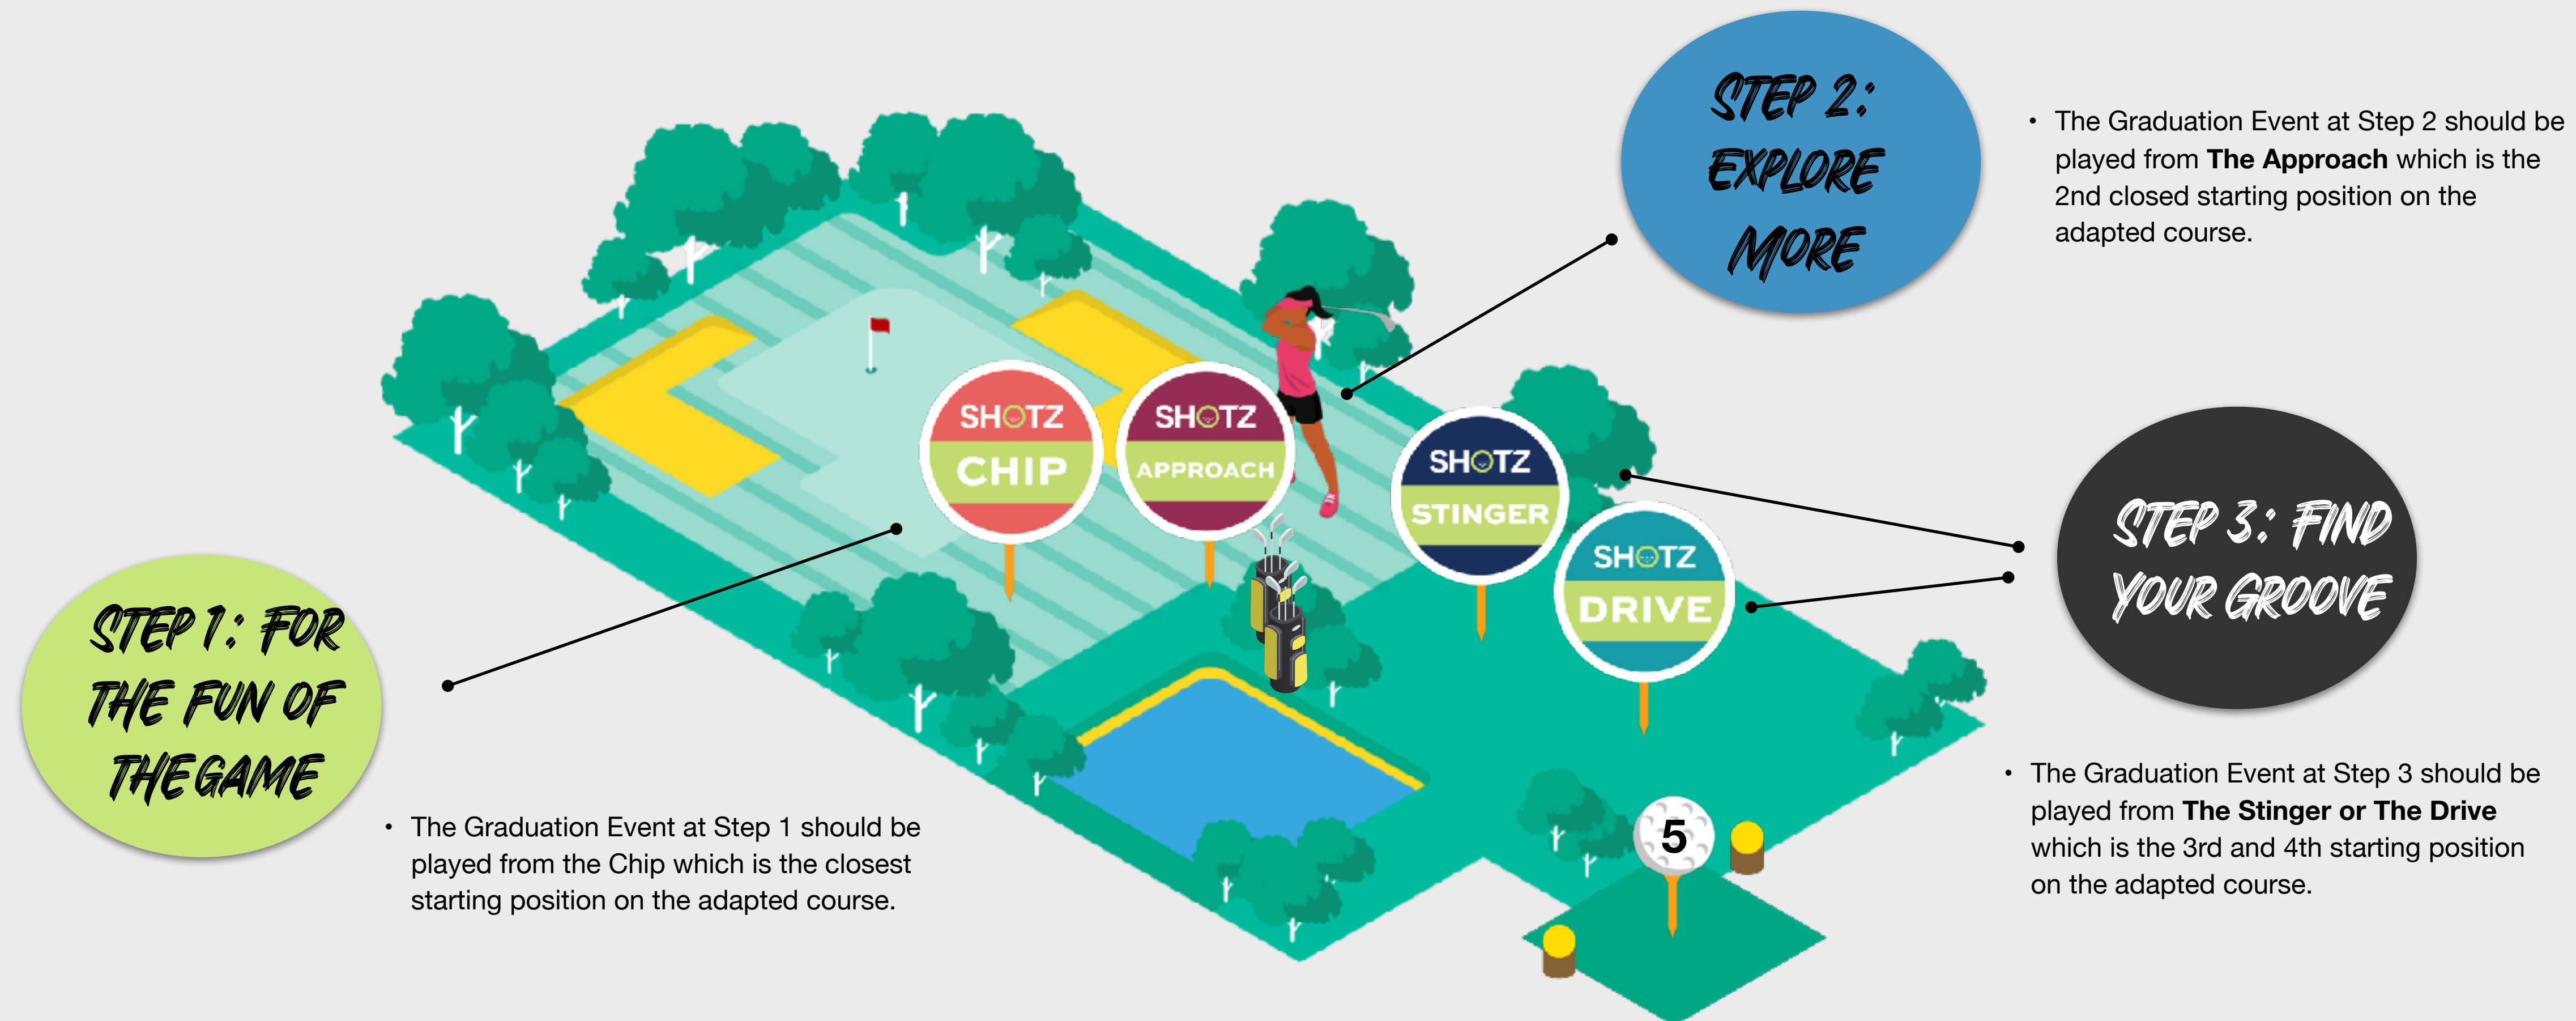 STEP 2:
EXPLORE
MORE
• The Graduation Event at Step 2 should be
played from The Approach which is the
2nd closed starting position on the
adapted course.
SHOTZ
CHIP
SHOTZ
APPROACH
SHOTZ
STINGER
SHOTZ
DRIVE
STEP 3: FIND
YOUR GROOVE
STEP 1: FOR
THE FUN OF
THE GAME
• The Graduation Event at Step 1 should be
played from the Chip which is the closest
starting position on the adapted course.
• The Graduation Event at Step 3 should be
played from The Stinger or The Drive
which is the 3rd and 4th starting position
on the adapted course.
5